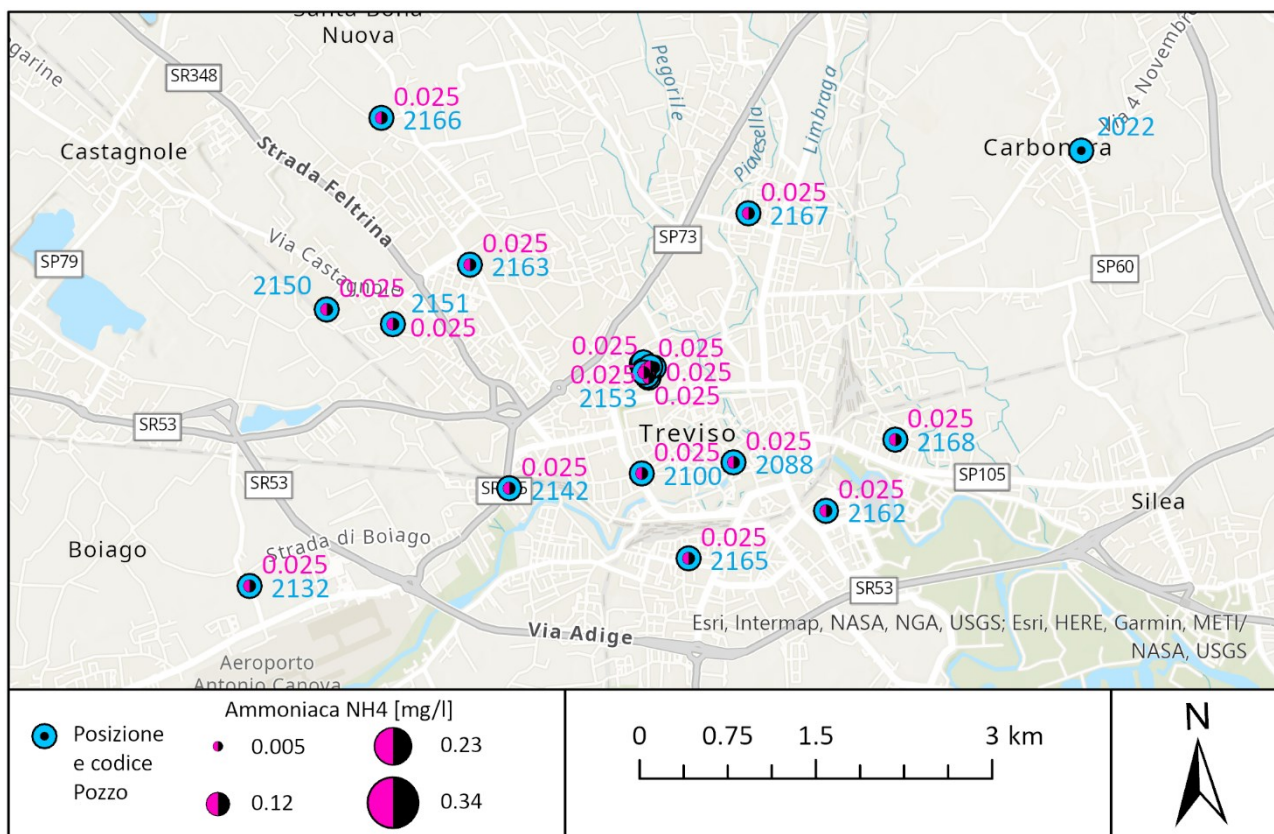 Nuova
SR348
0.025
2166
Castagnole
Strada Feltrina
Pegorile
Piavesella
Limbraga
Via 4 Novembre
2022
Carbonera
0.025
2167
SP73
SP79
Via Castagnole
0.025
2163
SP60
2150
0.025
2151
0.025
0.025
0.025
0.025
0.025
2153
0.025
SR53
Treviso
0.025
2168
0.025
2088
0.025
2100
SP105
SR53
0.025
2142
0.025
2162
Silea
Boiago
Strada di Boiago
0.025
2165
0.025
2132
SR53
Via Adige
Esri, Intermap, NASA, NGA, USGS; Esri, HERE, Garmin, METI/
NASA, USGS
Aeroporto
Antonio Canova
Posizione
e codice
Pozzo
Ammoniaca NH4 [mg/l]
0.005
0.23
0.12
0.34
0 0.75 1.5 3 km
N